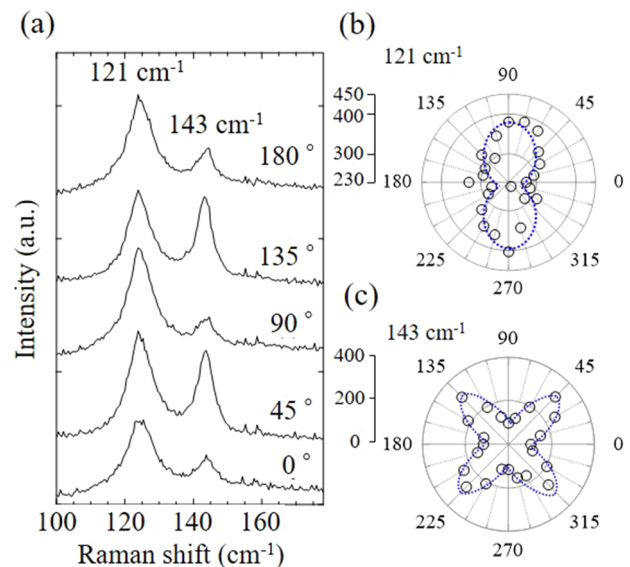 (a)
121 cm-1
143 cm-1
180 °
135 °
90 °
45 °
0 °
Intensity (a.u.)
100 120 140 160
Raman shift (cm-1)
(b)
121 cm-1
450
400
300
230
90
135 45
180 0
225 315
270
(c)
143 cm-1
400
200
0
90
135 45
180 0
225 315
270